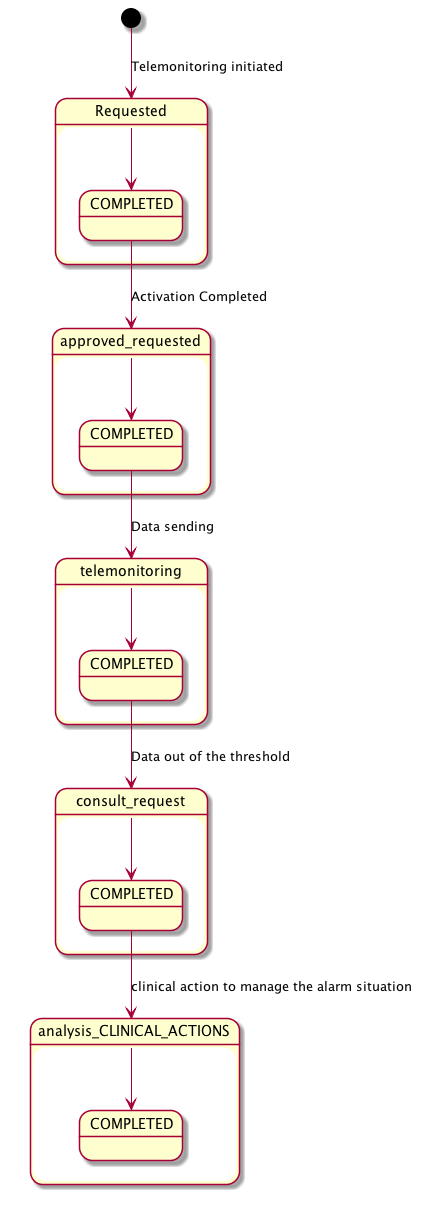 Telemonitoring initiated
Requested
COMPLETED
Activation Completed
approved_requested
COMPLETED
Data sending
telemonitoring
COMPLETED
Data out of the threshold
consult_request
COMPLETED
clinical action to manage the alarm situation
analysis_CLINICAL_ACTIONS
COMPLETED